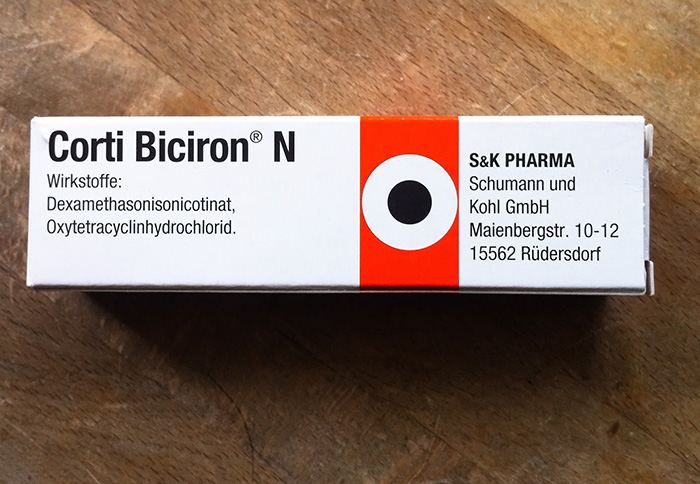 Corti Biciron® N
Wirkstoffe:
Dexamethasonisonicotinat,
Oxytetracyclinhydrochlorid.
S&K PHARMA
Schumann und
Kohl GmbH
Maienbergstr. 10-12
15562 Rüdersdorf